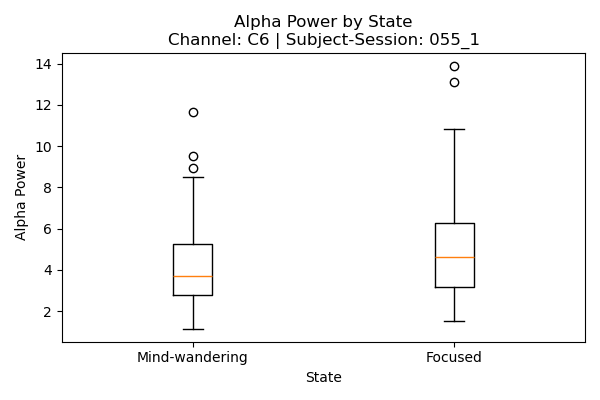 Alpha Power by State
Channel: C6 | Subject-Session: 055_1
Alpha Power
14
12
10
8
6
4
2
Mind-wandering
Focused
State